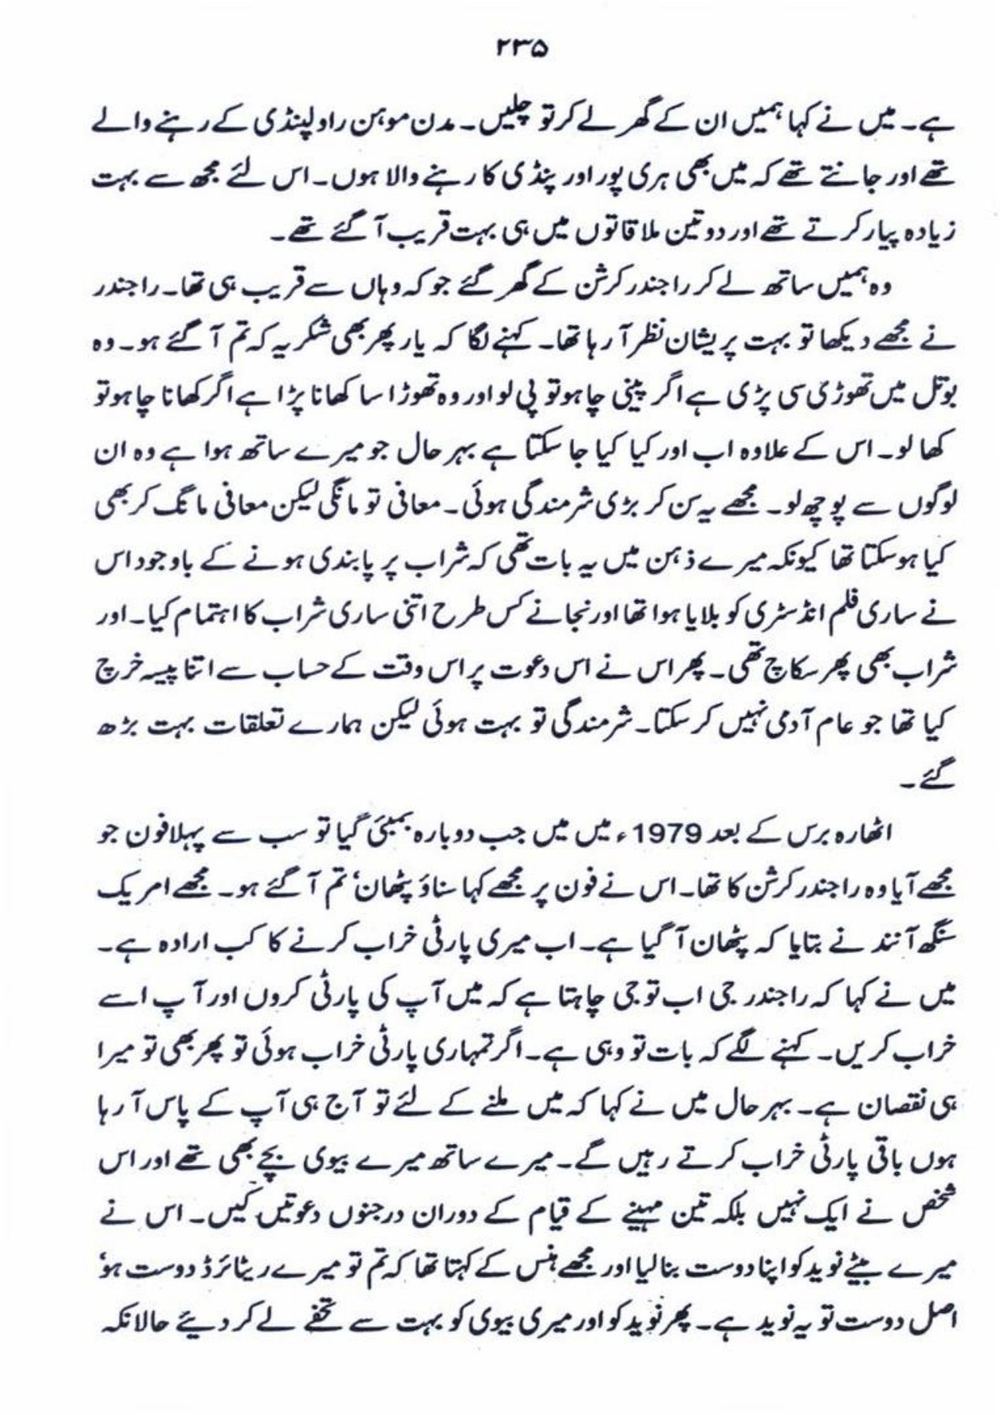 ۲۳۵
ہے۔ میں نے کہا ہمیں ان کے گھر لے کر تو چلیں۔ مدن موہن راولپنڈی کے رہنے والے
تھے اور جانتے تھے کہ میں بھی ہری پور اور پنڈی کا رہنے والا ہوں۔ اس لئے مجھ سے بہت
زیادہ پیار کرتے تھے اور دو تین ملاقاتوں میں ہی بہت قریب آ گئے تھے۔
وہ ہمیں ساتھ لے کر راجندر کرشن کے گھر گئے جو کہ وہاں سے قریب ہی تھا۔ راجندر
نے مجھے دیکھا تو بہت پریشان نظر آ رہا تھا۔ کہنے لگا کہ یار پھر بھی شکریہ کہ تم آ گئے ہو۔ وہ
بوتل میں تھوڑی سی پڑی ہے اگر پینی چاہو تو پی لو اور وہ تھوڑا سا کھانا پڑا ہے اگر کھانا چاہو تو
کھا لو۔ اس کے علاوہ اب اور کیا کیا جا سکتا ہے بہر حال جو میرے ساتھ ہوا ہے وہ ان
لوگوں سے پوچھ لو۔ مجھے یہ سن کر بڑی شرمندگی ہوئی۔ معافی تو مانگی لیکن معافی مانگ کر بھی
کیا ہو سکتا تھا کیونکہ میرے ذہن میں یہ بات تھی کہ شراب پر پابندی ہونے کے باوجود اس
نے ساری فلم انڈسٹری کو بلایا ہوا تھا اور نجانے کس طرح اتنی ساری شراب کا اہتمام کیا۔ اور
شراب بھی پھر سکاچ تھی۔ پھر اس نے اس دعوت پر اس وقت کے حساب سے اتنا پیسہ خرچ
کیا تھا جو عام آدمی نہیں کر سکتا۔ شرمندگی تو بہت ہوئی لیکن ہمارے تعلقات بہت بڑھ
گئے۔
اٹھارہ برس کے بعد 1979ء میں میں جب دوبارہ بمبئی گیا تو سب سے پہلا فون جو
مجھے آیا وہ راجندر کرشن کا تھا۔ اس نے فون پر مجھے کہا سناؤ پٹھان‘ تم آ گئے ہو۔ مجھے امریک
سنگھ آنند نے بتایا کہ پٹھان آ گیا ہے۔ اب میری پارٹی خراب کرنے کا کب ارادہ ہے۔
میں نے کہا کہ راجندر جی اب تو جی چاہتا ہے کہ میں آپ کی پارٹی کروں اور آپ اسے
خراب کریں۔ کہنے لگے کہ بات تو وہی ہے۔ اگر تمہاری پارٹی خراب ہوئی تو پھر بھی تو میرا
ہی نقصان ہے۔ بہر حال میں نے کہا کہ میں ملنے کے لئے تو آج ہی آپ کے پاس آ رہا
ہوں باقی پارٹی خراب کرتے رہیں گے۔ میرے ساتھ میرے بیوی بچے بھی تھے اور اس
شخص نے ایک نہیں بلکہ تین مہینے کے قیام کے دوران درجنوں دعوتیں کیں۔ اس نے
میرے بیٹے نوید کو اپنا دوست بنا لیا اور مجھے ہنس کے کہتا تھا کہ تم تو میرے ریٹائرڈ دوست ہو‘
اصل دوست تو یہ نوید ہے۔ پھر نوید کو اور میری بیوی کو بہت سے تحفے لے کر دیئے حالانکہ